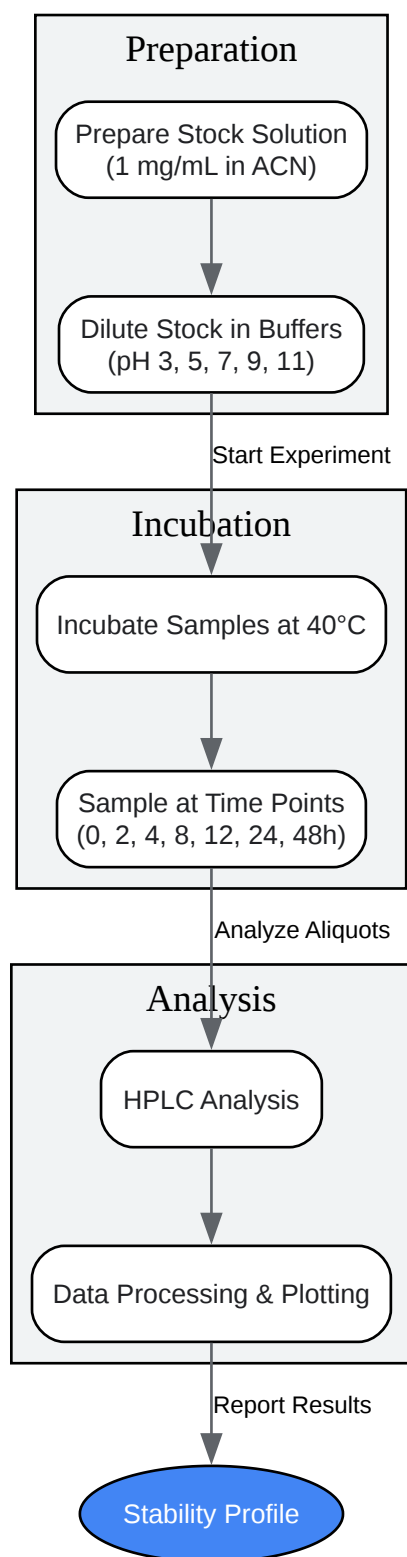 Preparation
Prepare Stock Solution
(1 mg/mL in ACN)
Dilute Stock in Buffers
(pH 3, 5, 7, 9, 11)
Start Experiment
Incubation
Incubate Samples at 40°C
Sample at Time Points
(0, 2, 4, 8, 12, 24, 48h)
Analyze Aliquots
Analysis
HPLC Analysis
Data Processing & Plotting
Report Results
Stability Profile